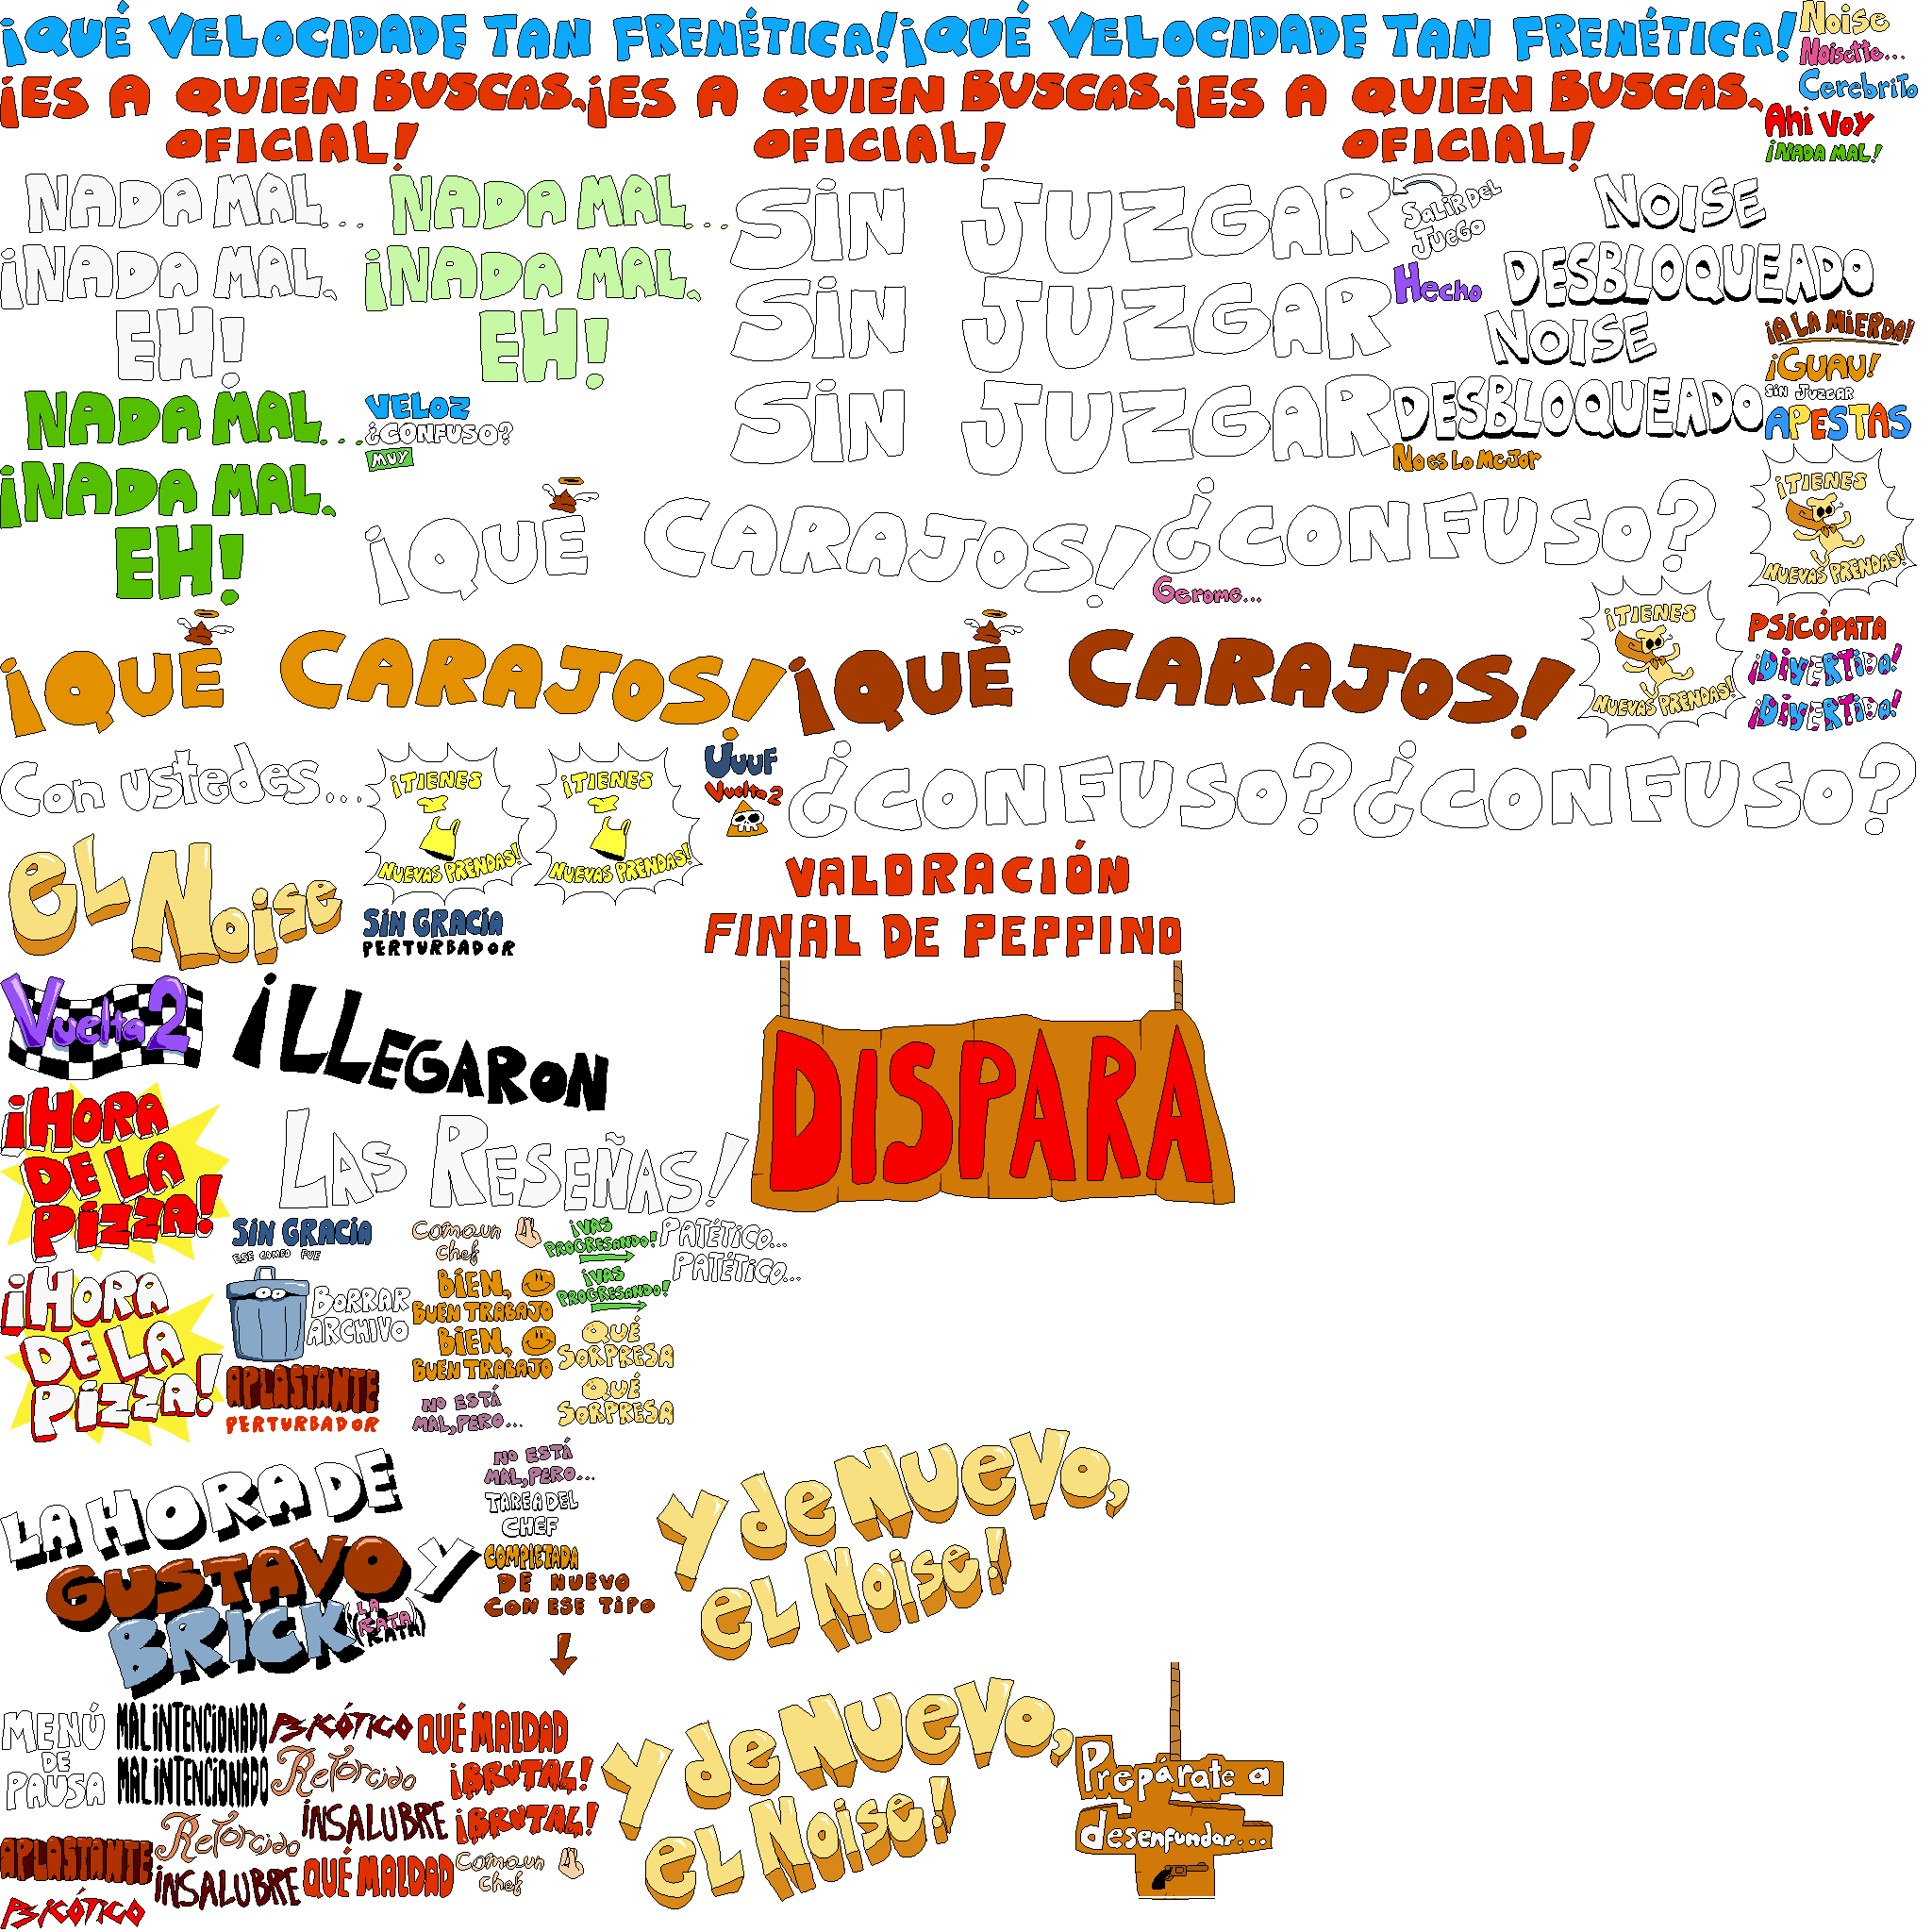 ¡QUÉ VELOCIDADE TAN FRENÉTICA!
¡QUÉ VELOCIDADE TAN FRENÉTICA!
Noise
Noisette...
Cerebrito
¡ES A QUIEN BUSCAS,
OFICIAL!
¡ES A QUIEN BUSCAS,
OFICIAL!
¡ES A QUIEN BUSCAS,
OFICIAL!
Ahi Voy
¡NADA MAL!
NADA MAL...
¡NADA MAL,
EH!
NADA MAL...
¡NADA MAL,
EH!
SIN JUZGAR
SIN JUZGAR
SIN JUZGAR
SALIR DEL
JUEGO
Hecho
NOISE
DESBLOQUEADO
NOISE
DESBLOQUEADO
No es Lo MeJor
¡A LA MIERDA!
¡GUAU!
SIN JUZGAR
APESTAS
NADA MAL...
¡NADA MAL,
EH!
VELOZ
¿CONFUSO?
MUY
¡QUÉ CARAJOS!
¿CONFUSO?
Gerome...
¡TIENES
NUEVAS PRENDAS!
¡QUÉ CARAJOS!
¡QUÉ CARAJOS!
¡TIENES
NUEVAS PRENDAS!
PSICÓPATA
¡DIVERTIDO!
¡DIVERTIDO!
Con ustedes...
EL NOISE
¡TIENES
NUEVAS PRENDAS!
¡TIENES
NUEVAS PRENDAS!
UUUF
Vuelta 2
¿CONFUSO?
¿CONFUSO?
SIN GRACIA
PERTURBADOR
VALORACIÓN
FINAL DE PEPPINO
Vuelta 2
¡LLEGARON
LAS RESEÑAS!
DISPARA
¡HORA
DE LA
PIZZA!
SIN GRACIA
ESE COMPO FUE
Como un
chef
¡VAS
PROGRESANDO!
PATÉTICO...
PATÉTICO...
¡HORA
DE LA
PIZZA!
BORRAR
ARCHIVO
APLASTANTE
PERTURBADOR
BIEN,
BUEN TRABAJO
BIEN,
BUEN TRABAJO
¡VAS
PROGRESANDO!
QUÉ
SORPRESA
QUÉ
SORPRESA
NO ESTÁ
MAL, PERO...
LA HORA DE
GUSTAVO Y
BRICK (LA RATA)
NO ESTÁ
MAL, PERO...
TAREA DEL
CHEF
COMPLETADA
DE NUEVO
CON ESE TIPO
Y de NUeVo,
eL Noise!
MENÚ
DE
PAUSA
MAL INTENCIONADO
MAL INTENCIONADO
PSICÓTICO
Retorcido
QUÉ MALDAD
¡BRUTAL!
¡BRUTAL!
INSALUBRE
APLASTANTE
Retorcido
INSALUBRE
QUÉ MALDAD
Como un
chef
PSICÓTICO
Y de NUeVo,
eL Noise!
Prepárate a
desenfundar...